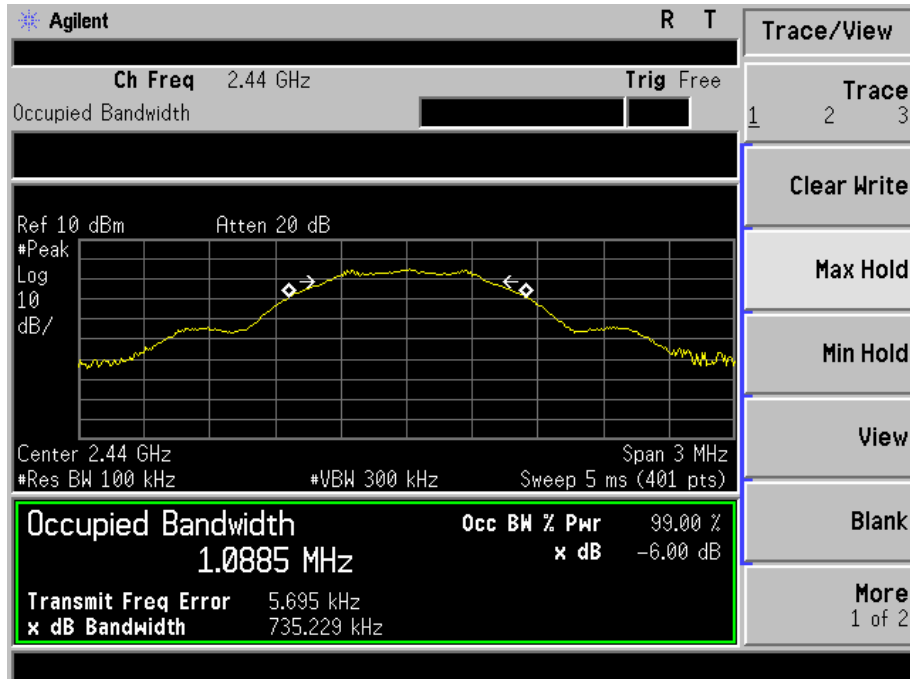 Agilent R T
Trace/View
Ch Freq 2.44 GHz Trig Free
Occupied Bandwidth
Trace
1 2 3
Clear Write
Ref 10 dBm Atten 20 dB
#Peak
Log
10
dB/
Max Hold
Min Hold
View
Center 2.44 GHz Span 3 MHz
#Res BW 100 kHz #VBW 300 kHz Sweep 5 ms (401 pts)
Occupied Bandwidth Occ BW % Pwr 99.00 %
1.0885 MHz x dB -6.00 dB
Transmit Freq Error 5.695 kHz
x dB Bandwidth 735.229 kHz
Blank
More
1 of 2